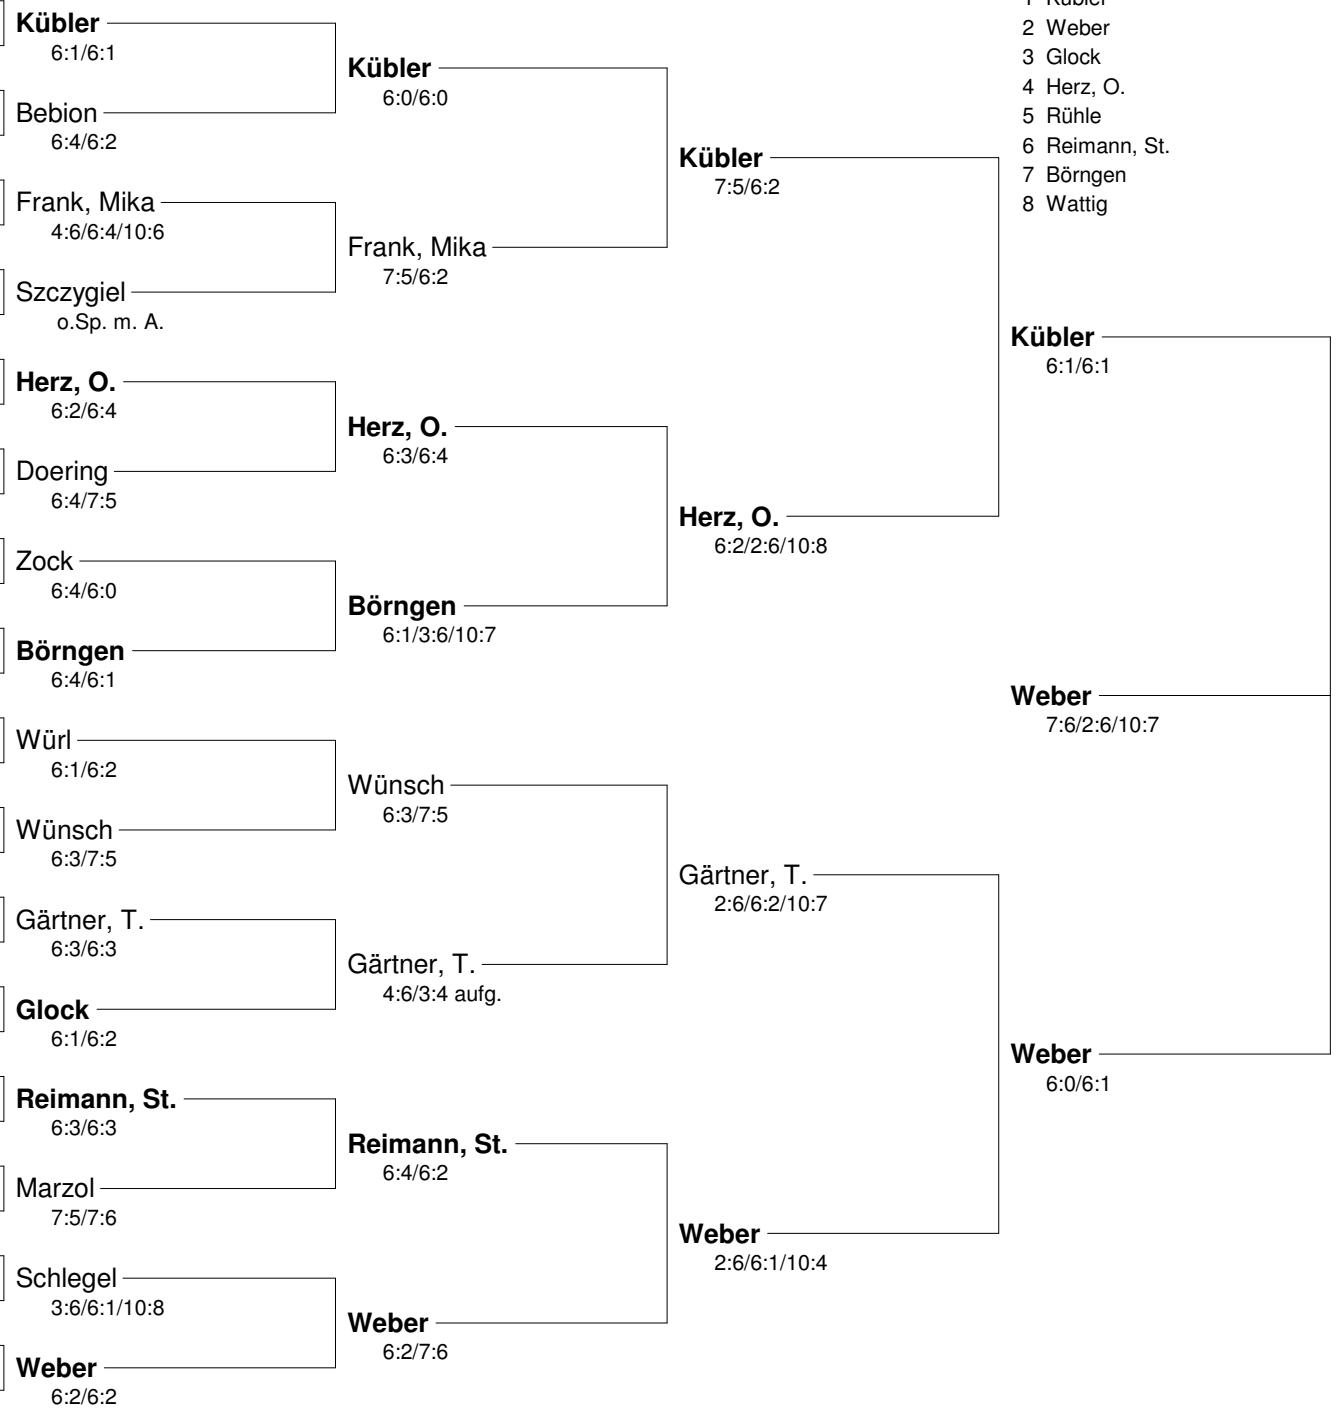 Kübler
6:1/6:1
Bebion
6:4/6:2
Frank, Mika
4:6/6:4/10:6
Szczygiel
o.Sp. m. A.
Herz, O.
6:2/6:4
Doering
6:4/7:5
Zock
6:4/6:0
Börngen
6:4/6:1
Würl
6:1/6:2
Wünsch
6:3/7:5
Gärtner, T.
6:3/6:3
Glock
6:1/6:2
Reimann, St.
6:3/6:3
Marzol
7:5/7:6
Schlegel
3:6/6:1/10:8
Weber
6:2/6:2
Kübler
6:0/6:0
Frank, Mika
7:5/6:2
Herz, O.
6:3/6:4
Börngen
6:1/3:6/10:7
Wünsch
6:3/7:5
Gärtner, T.
4:6/3:4 aufg.
Reimann, St.
6:4/6:2
Weber
6:2/7:6
Kübler
7:5/6:2
Herz, O.
6:2/2:6/10:8
Gärtner, T.
2:6/6:2/10:7
Weber
2:6/6:1/10:4
1 Kübler
2 Weber
3 Glock
4 Herz, O.
5 Rühle
6 Reimann, St.
7 Börngen
8 Wattig
Kübler
6:1/6:1
Weber
7:6/2:6/10:7
Weber
6:0/6:1